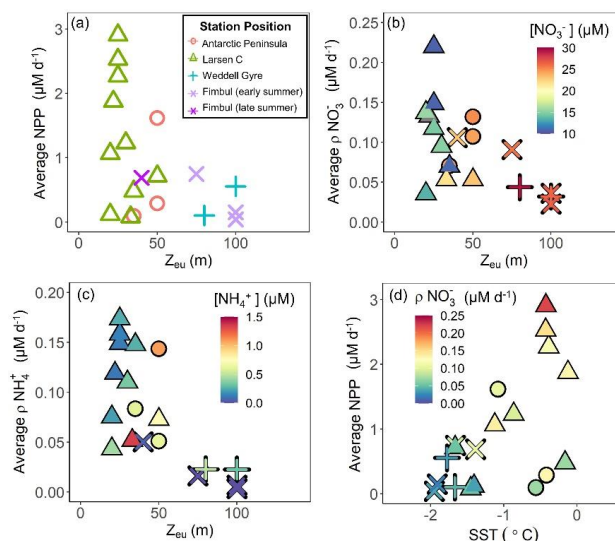 (a)
Station Position
Antarctic Peninsula
Larsen C
Weddell Gyre
Fimbul (early summer)
Fimbul (late summer)
Average NPP (μM d⁻¹)
3
2
1
0
0 25 50 75 100
Z_eu (m)
(b)
[NO₃⁻] (μM)
30
25
20
15
10
Average ρ NO₃⁻ (μM d⁻¹)
0.25
0.20
0.15
0.10
0.05
0.00
0 50 100
Z_eu (m)
(c)
[NH₄⁺] (μM)
1.5
1.0
0.5
0.0
Average ρ NH₄⁺ (μM d⁻¹)
0.20
0.15
0.10
0.05
0.00
0 50 100
Z_eu (m)
(d)
ρ NO₃⁻ (μM d⁻¹)
0.25
0.20
0.15
0.10
0.05
0.00
Average NPP (μM d⁻¹)
3
2
1
0
-2 -1 0
SST (°C)